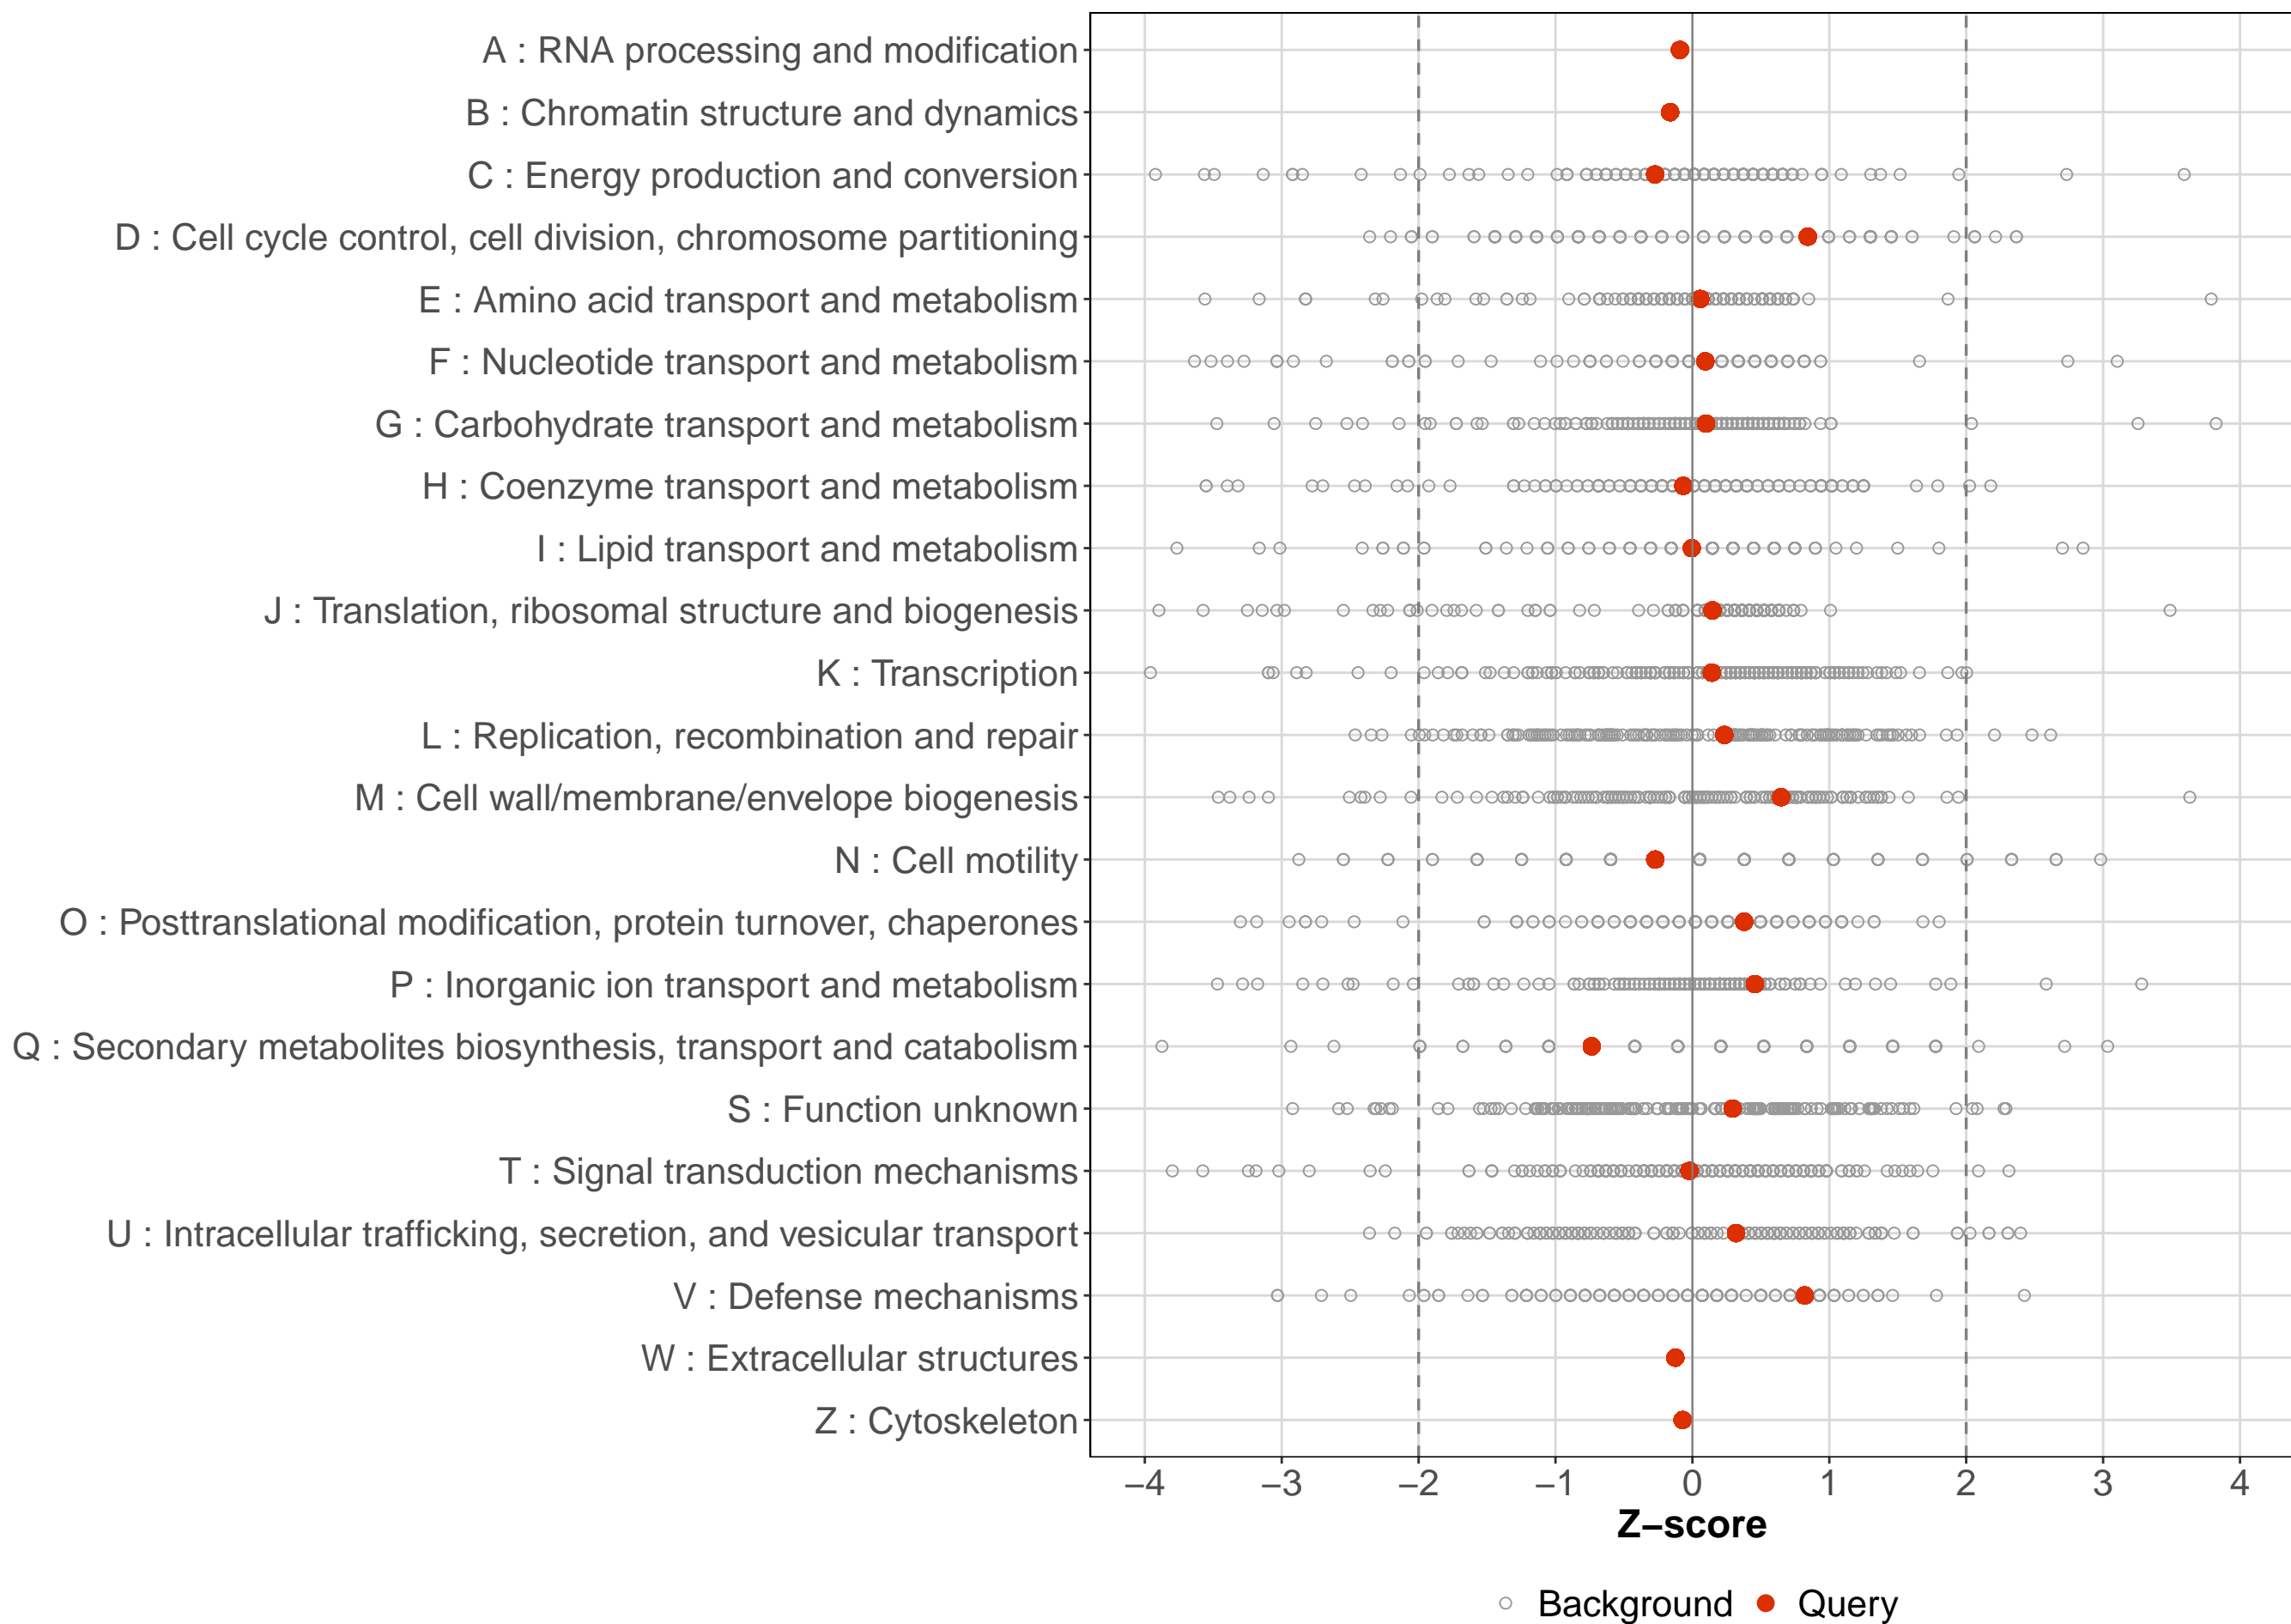 A : RNA processing and modification
B : Chromatin structure and dynamics
C : Energy production and conversion
D : Cell cycle control, cell division, chromosome partitioning
E : Amino acid transport and metabolism
F : Nucleotide transport and metabolism
G : Carbohydrate transport and metabolism
H : Coenzyme transport and metabolism
I : Lipid transport and metabolism
J : Translation, ribosomal structure and biogenesis
K : Transcription
L : Replication, recombination and repair
M : Cell wall/membrane/envelope biogenesis
N : Cell motility
O : Posttranslational modification, protein turnover, chaperones
P : Inorganic ion transport and metabolism
Q : Secondary metabolites biosynthesis, transport and catabolism
S : Function unknown
T : Signal transduction mechanisms
U : Intracellular trafficking, secretion, and vesicular transport
V : Defense mechanisms
W : Extracellular structures
Z : Cytoskeleton
−4 −3 −2 −1 0 1 2 3 4
Z−score
Background Query